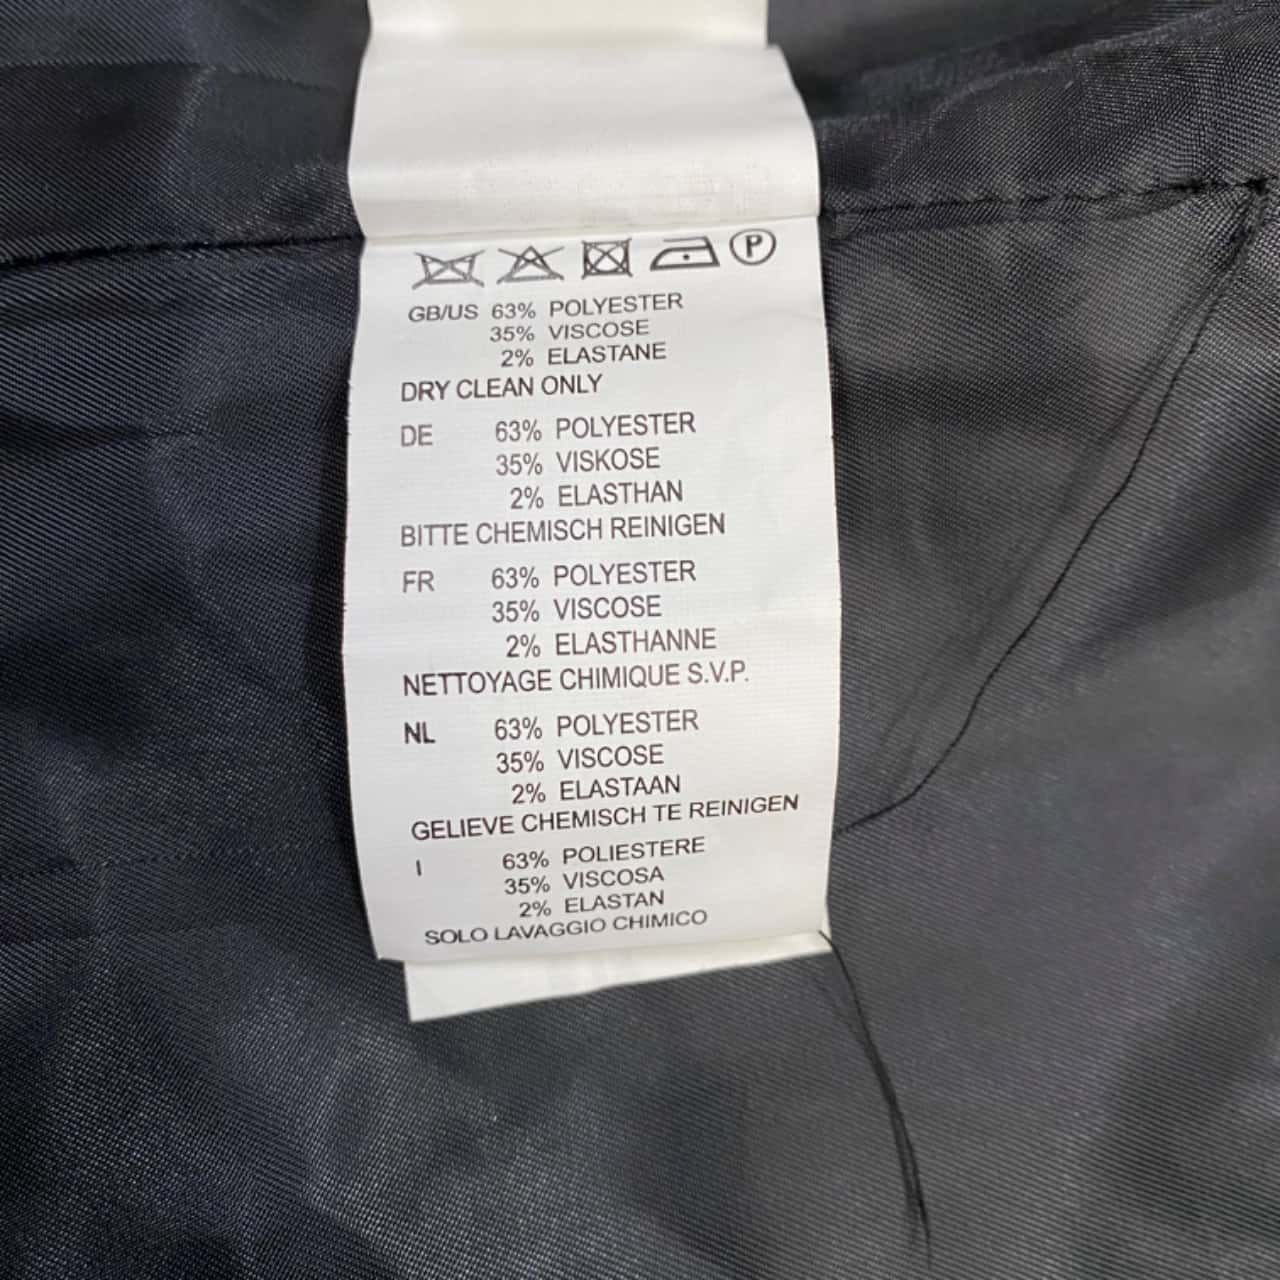 P
GB/US 63% POLYESTER
35% VISCOSE
2% ELASTANE
DRY CLEAN ONLY
DE 63% POLYESTER
35% VISKOSE
2% ELASTHAN
BITTE CHEMISCH REINIGEN
FR 63% POLYESTER
35% VISCOSE
2% ELASTHANNE
NETTOYAGE CHIMIQUE S.V.P.
NL 63% POLYESTER
35% VISCOSE
2% ELASTAAN
GELIEVE CHEMISCH TE REINIGEN
I 63% POLIESTERE
35% VISCOSA
2% ELASTAN
SOLO LAVAGGIO CHIMICO